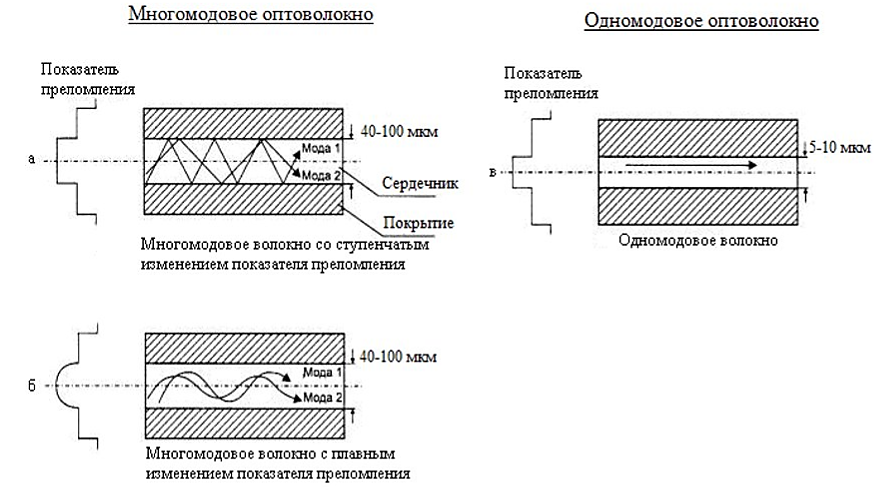 Многомодовое оптоволокно
Одномодовое оптоволокно
Показатель
преломления
40-100 мкм
а
Мода 1
Мода 2
Сердечник
Покрытие
Многомодовое волокно со ступенчатым
изменением показателя преломления
Показатель
преломления
5-10 мкм
в
Одномодовое волокно
40-100 мкм
б
Мода 1
Мода 2
Многомодовое волокно с плавным
изменением показателя преломления